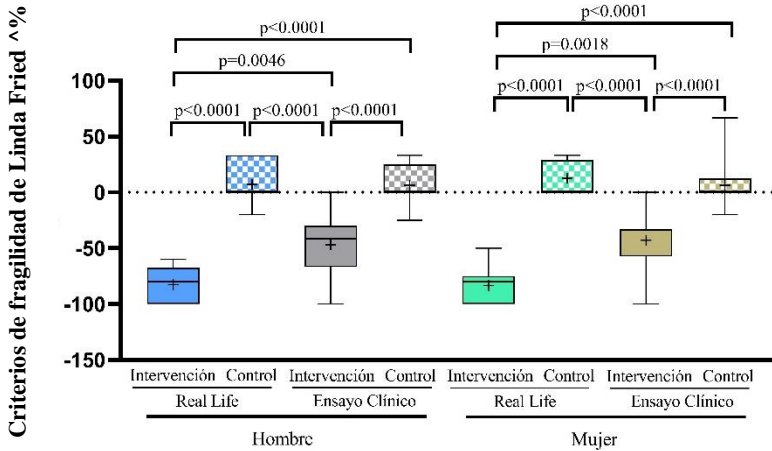 Criterios de fragilidad de Linda Fried ^%
p<0.0001 p<0.0001
p=0.0046 p=0.0018
p<0.0001 p<0.0001 p<0.0001 p<0.0001 p<0.0001 p<0.0001
100
50
0
-50
-100
-150
Intervención Control Intervención Control Intervención Control Intervención Control
Real Life Ensayo Clínico Real Life Ensayo Clínico
Hombre Mujer